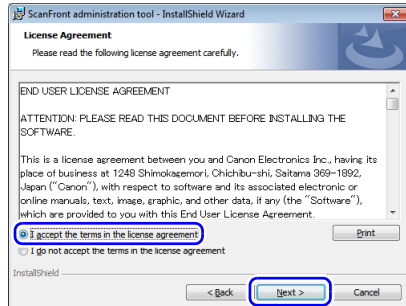 ScanFront administration tool - InstallShield Wizard
License Agreement
Please read the following license agreement carefully.
END USER LICENSE AGREEMENT
ATTENTION: PLEASE READ THIS DOCUMENT BEFORE INSTALLING THE
SOFTWARE.
This is a license agreement between you and Canon Electronics Inc., having its
place of business at 1248 Shimokagemori, Chichibu-shi, Saitama 369-1892,
Japan ("Canon"), with respect to software and its associated electronic or
online manuals, text, image, graphic, and other data, if any (the "Software"),
which are provided to you with this End User License Agreement.
I accept the terms in the license agreement
Print
I do not accept the terms in the license agreement
InstallShield
< Back
Next >
Cancel